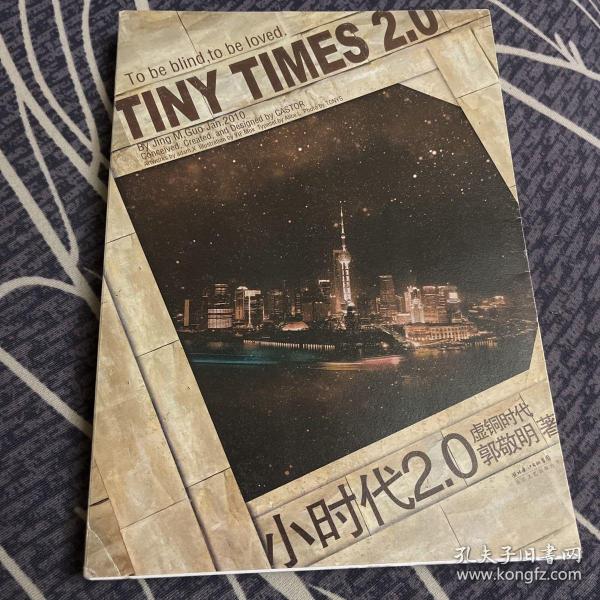 To be blind, to be loved.
TINY TIMES 2.0
By Jing M.Guo Jan.2010
Conceived, Created, and Designed by CASTOR
小时代2.0
虚铜时代
郭敬明 著
孔夫子旧书网
www.kongfz.com